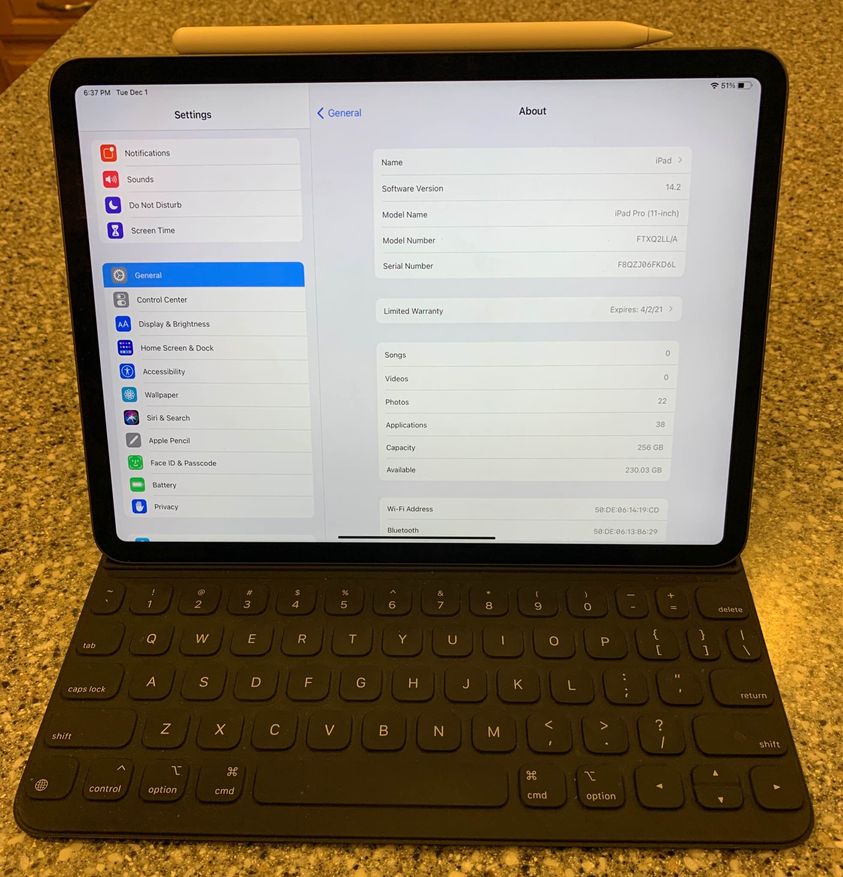 6:37 PM Tue Dec 1
51%
Settings
General
About
Notifications
Sounds
Do Not Disturb
Screen Time
General
Control Center
Display & Brightness
AA
Home Screen & Dock
Accessibility
Wallpaper
Siri & Search
Apple Pencil
Face ID & Passcode
Battery
Privacy
Name iPad
Software Version 14.2
Model Name iPad Pro (11-inch)
Model Number FTXQ2LL/A
Serial Number F8QZJ06FKD6L
Limited Warranty Expires: 4/2/21
Songs 0
Videos 0
Photos 22
Applications 38
Capacity 256 GB
Available 230.03 GB
Wi-Fi Address 50:DE:06:14:19:CD
Bluetooth 50:DE:06:13:B6:29
~ ! @ # $ % ^ & * ( ) — +
` 1 2 3 4 5 6 7 8 9 0 - = delete
tab Q W E R T Y U I O P { [ } ] | \
caps lock A S D F G H J K L : ; " ' return
shift Z X C V B N M < , > . ? / shift
^ ⌥ ⌘ ⌘ ⌥ ▲
control option cmd cmd option ◄ ▼ ►